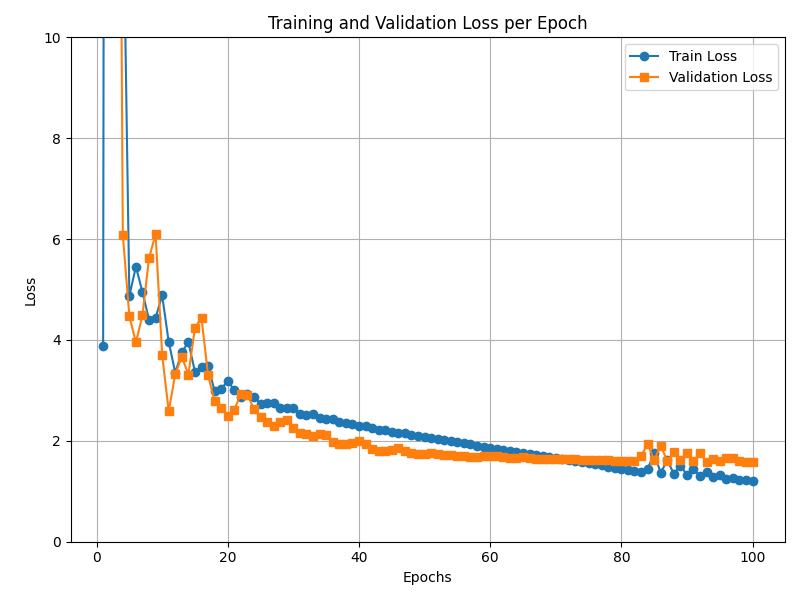 Training and Validation Loss per Epoch
Train Loss
Validation Loss
10
8
6
4
2
0
Loss
0 20 40 60 80 100
Epochs